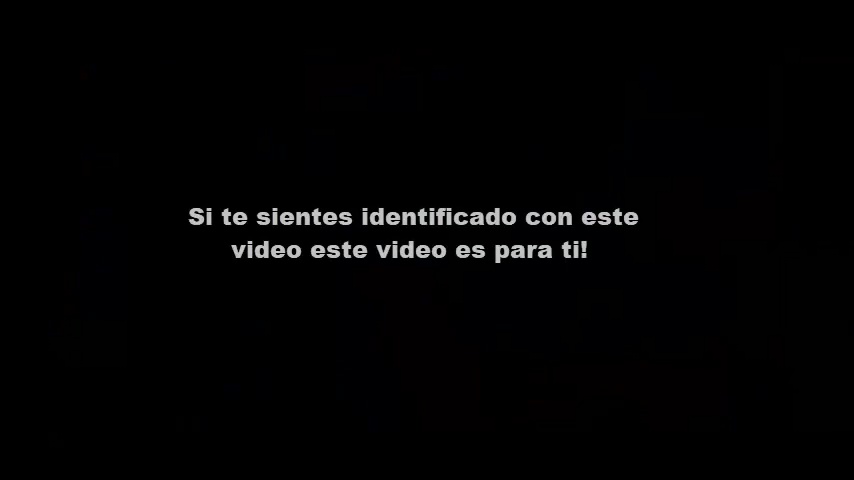 Si te sientes identificado con este
video este video es para ti!